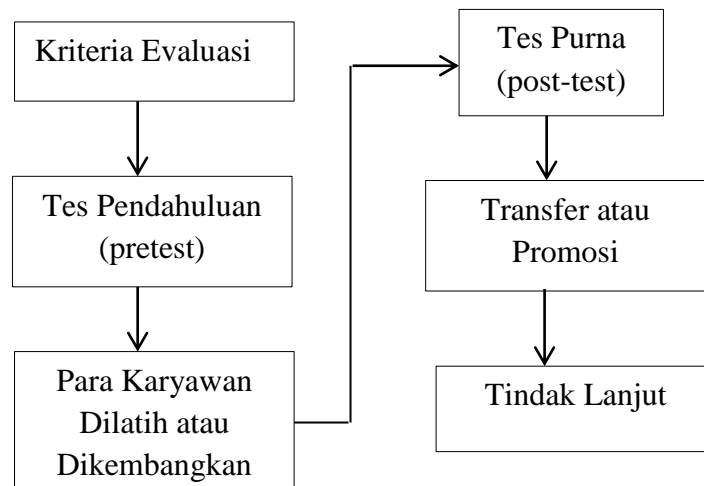 Kriteria Evaluasi
Tes Pendahuluan
(pretest)
Para Karyawan
Dilatih atau
Dikembangkan
Tes Purna
(post-test)
Transfer atau
Promosi
Tindak Lanjut